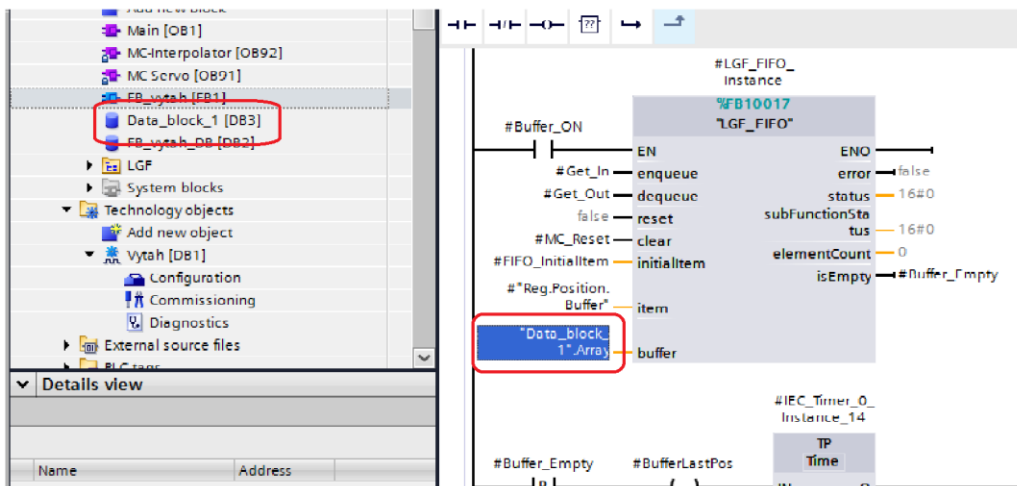 Add new block
Main [OB1]
MC-Interpolator [OB92]
MC Servo [OB91]
FB_vytah [FB1]
Data_block_1 [DB3]
FB_vytah_DB [DB2]
LGF
System blocks
Technology objects
Add new object
Vytah [DB1]
Configuration
Commissioning
Diagnostics
External source files
PLC tags
Details view
Name Address
??
#LGF_FIFO_
Instance
%FB10017
"LGF_FIFO"
#Buffer_ON
EN ENO
#Get_In enqueue error false
#Get_Out dequeue status 16#0
false reset subFunctionSta
tus 16#0
#MC_Reset clear
elementCount 0
#FIFO_InitialItem initialItem
isEmpty #Buffer_Empty
#"Reg.Position.
Buffer" item
"Data_block_
1".Array buffer
#IEC_Timer_0_
Instance_14
TP
Time
#Buffer_Empty #BufferLastPos
IN Q
R